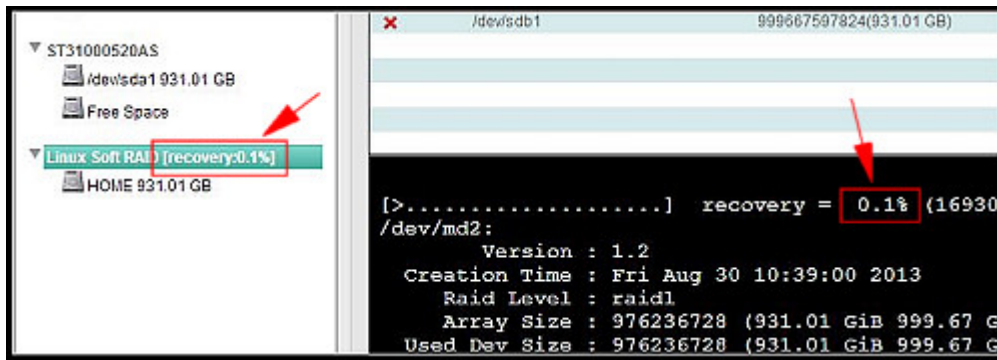 ST31000520AS
/dev/sda1 931.01 GB
Free Space
Linux Soft RAID [recovery:0.1%]
HOME 931.01 GB
/dev/sdb1 999667597824(931.01 GB)
[>....................] recovery = 0.1% (16930
/dev/md2:
Version : 1.2
Creation Time : Fri Aug 30 10:39:00 2013
Raid Level : raid1
Array Size : 976236728 (931.01 GiB 999.67 G
Used Dev Size : 976236728 (931.01 GiB 999.67 G